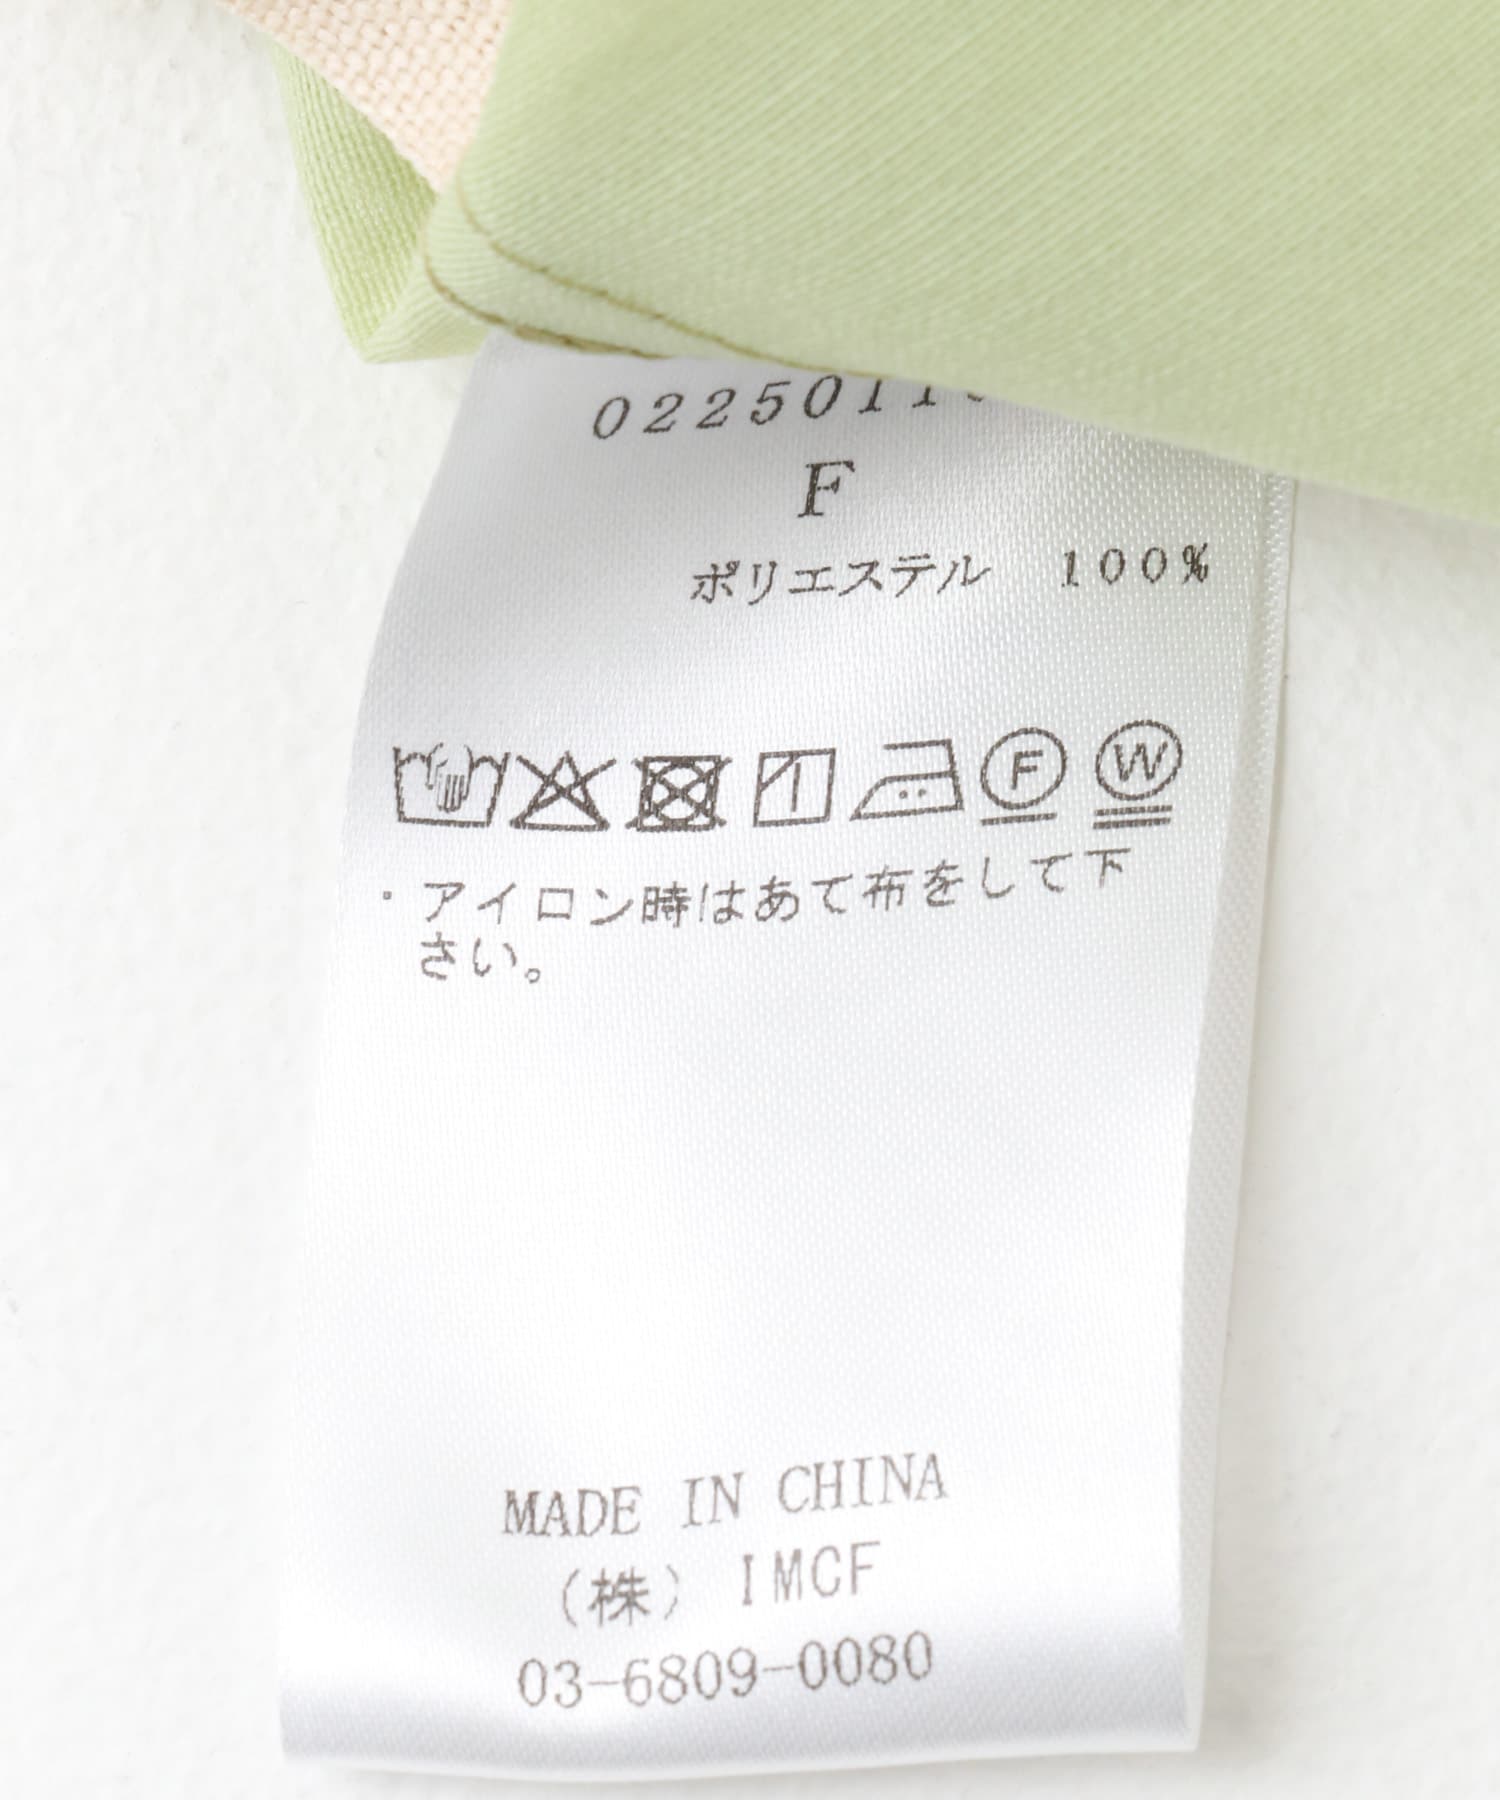 0225011
F
ポリエステル 100%
F W
・アイロン時はあて布をして下
さい。
MADE IN CHINA
(株) IMCF
03-6809-0080